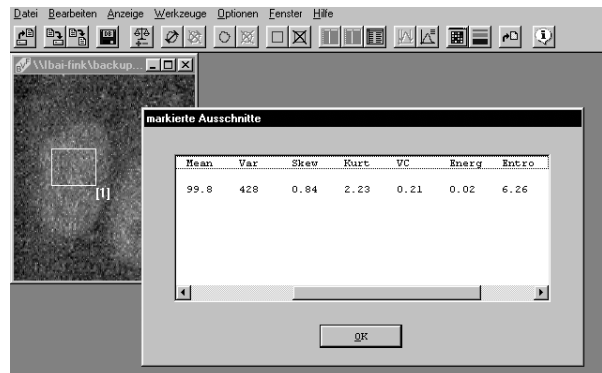 Datei Bearbeiten Anzeige Werkzeuge Optionen Fenster Hilfe
\\Ibai-fink\backup...
markierte Ausschnitte
Mean Var Skew Kurt VC Energ Entro
99.8 428 0.84 2.23 0.21 0.02 6.26
[1]
OK